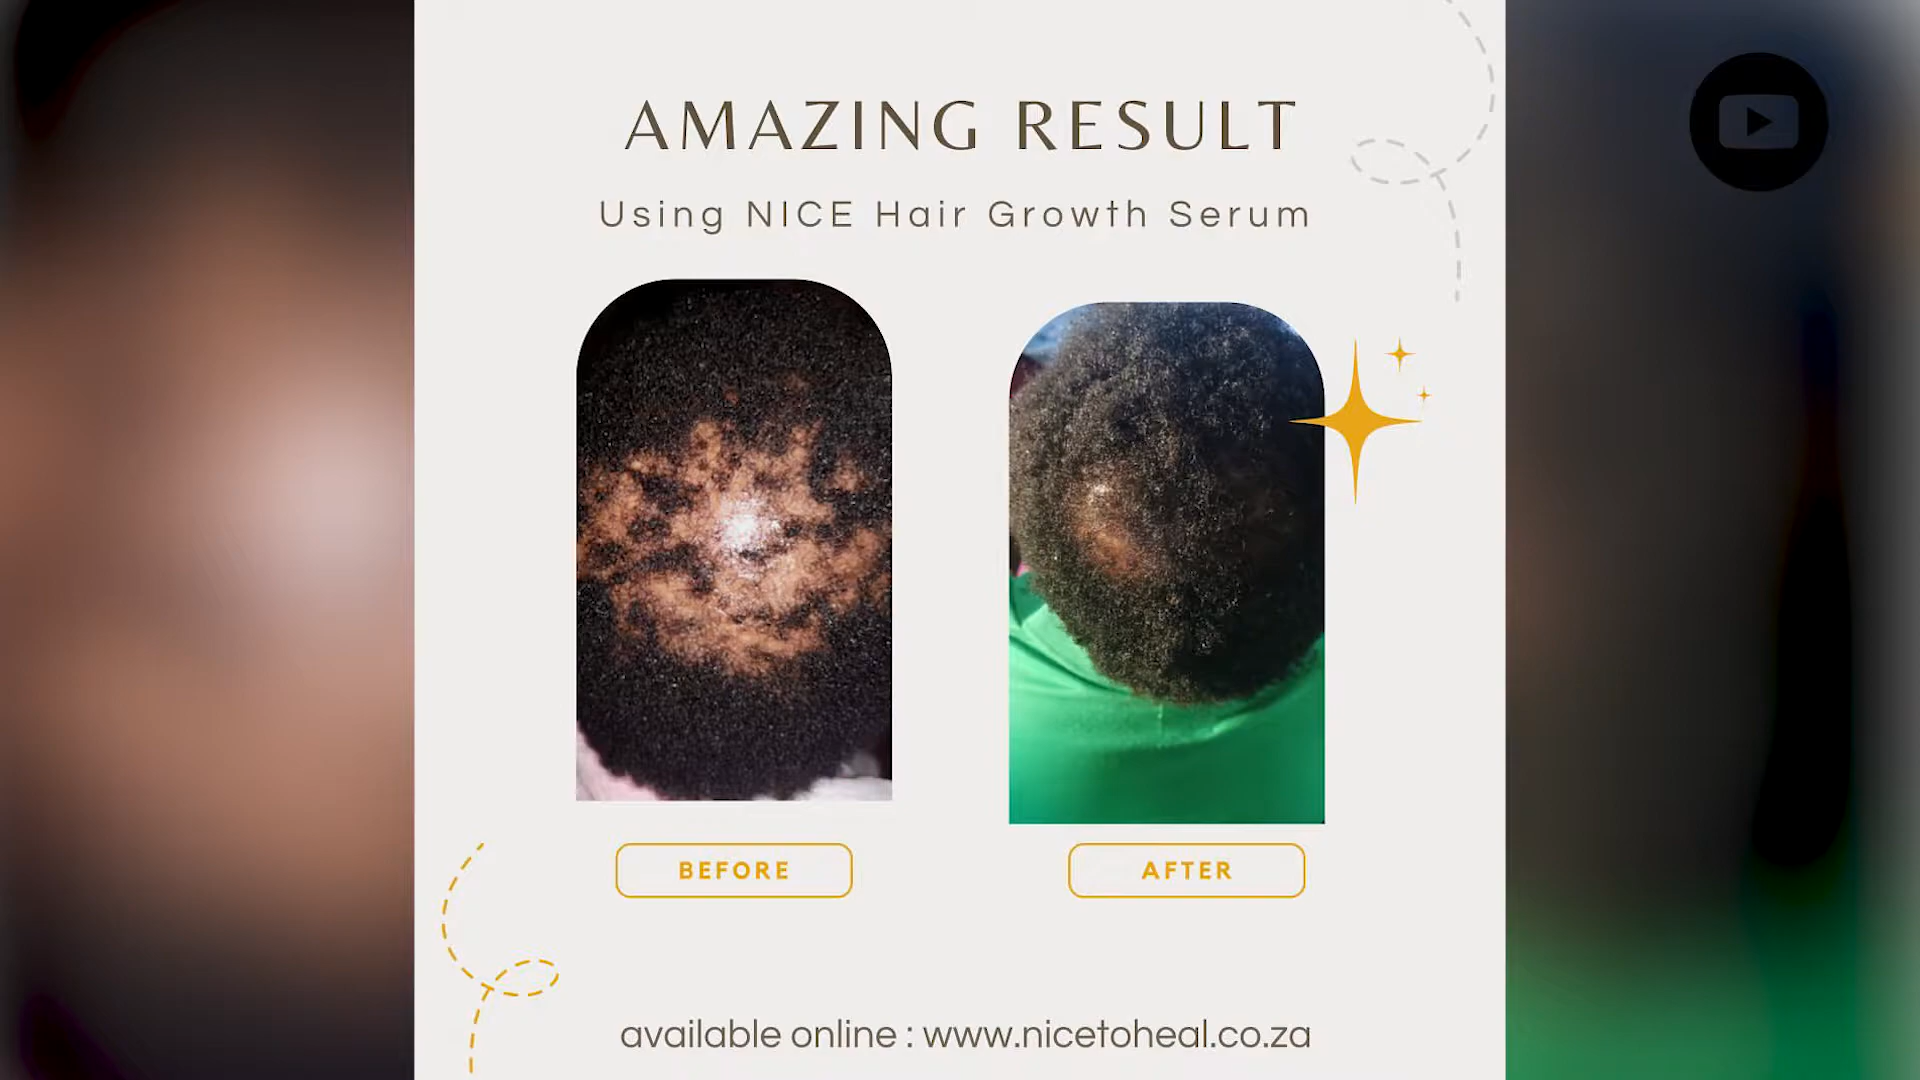 AMAZING RESULT
Using NICE Hair Growth Serum
BEFORE
AFTER
available online : www.nicetoheal.co.za